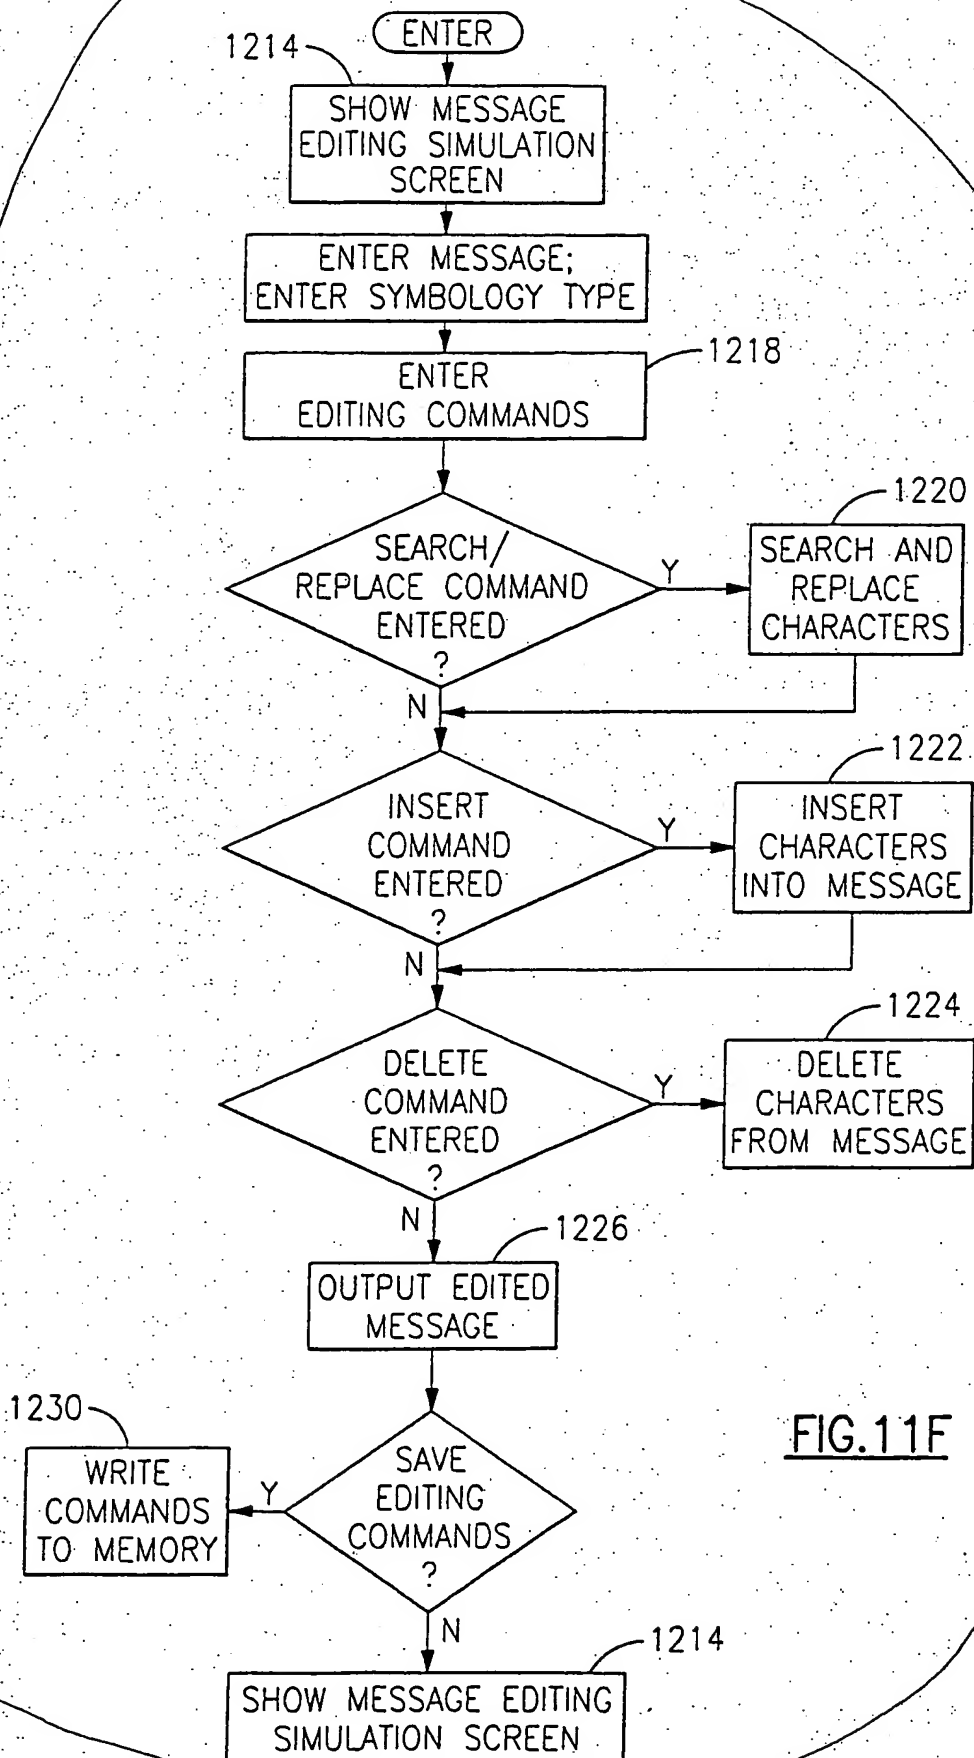 ENTER
1214
SHOW MESSAGE
EDITING SIMULATION
SCREEN
ENTER MESSAGE;
ENTER SYMBOLOGY TYPE
1218
ENTER
EDITING COMMANDS
SEARCH/
REPLACE COMMAND
ENTERED
?
Y
1220
SEARCH AND
REPLACE
CHARACTERS
N
INSERT
COMMAND
ENTERED
?
Y
1222
INSERT
CHARACTERS
INTO MESSAGE
N
DELETE
COMMAND
ENTERED
?
Y
1224
DELETE
CHARACTERS
FROM MESSAGE
N
1226
OUTPUT EDITED
MESSAGE
SAVE
EDITING
COMMANDS
?
Y
1230
WRITE
COMMANDS
TO MEMORY
FIG.11F
N
1214
SHOW MESSAGE EDITING
SIMULATION SCREEN